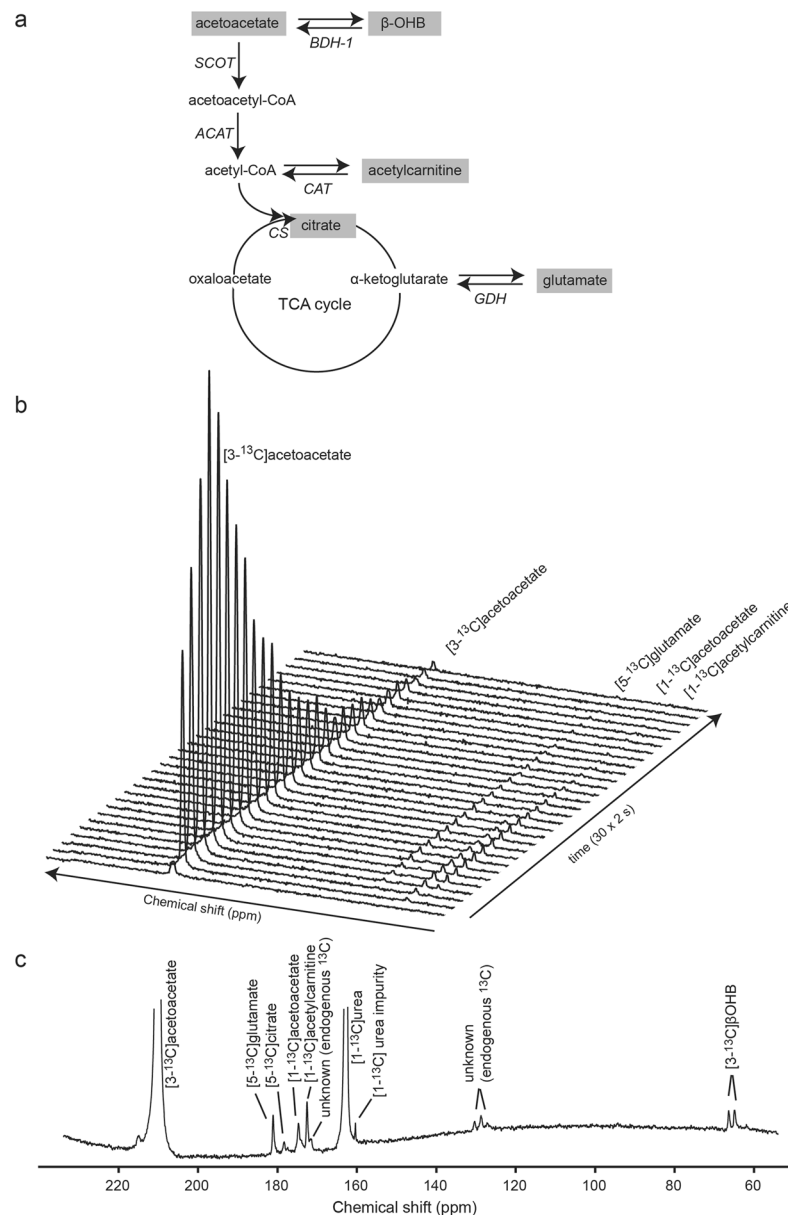 a
acetoacetate
β-OHB
BDH-1
SCOT
acetoacetyl-CoA
ACAT
acetyl-CoA
acetylcarnitine
CAT
CS
citrate
oxaloacetate
α-ketoglutarate
glutamate
GDH
TCA cycle
b
[3-13C]acetoacetate
[3-13C]acetoacetate
[5-13C]glutamate
[1-13C]acetoacetate
[1-13C]acetylcarnitine
time (30 x 2 s)
Chemical shift (ppm)
c
[3-13C]acetoacetate
[5-13C]glutamate
[5-13C]citrate
[1-13C]acetoacetate
[1-13C]acetylcarnitine
unknown (endogenous 13C)
[1-13C]urea
[1-13C] urea impurity
unknown
(endogenous 13C)
[3-13C]βOHB
220 200 180 160 140 120 100 80 60
Chemical shift (ppm)